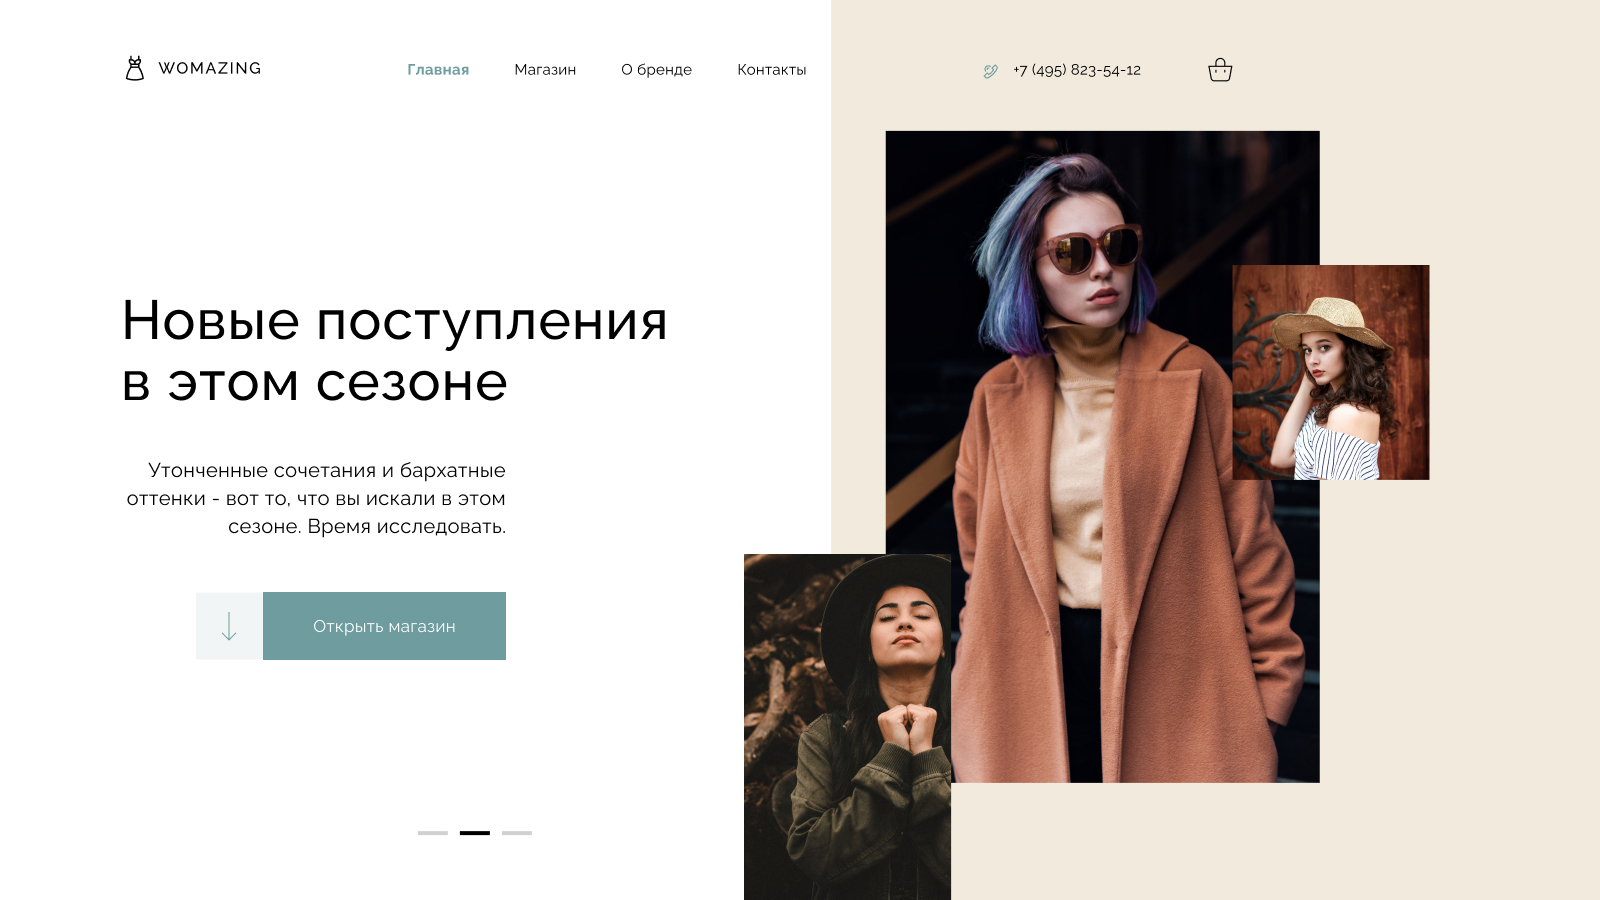 WOMAZING
Главная
Магазин
О бренде
Контакты
+7 (495) 823-54-12
Новые поступления
в этом сезоне
Утонченные сочетания и бархатные
оттенки - вот то, что вы искали в этом
сезоне. Время исследовать.
Открыть магазин